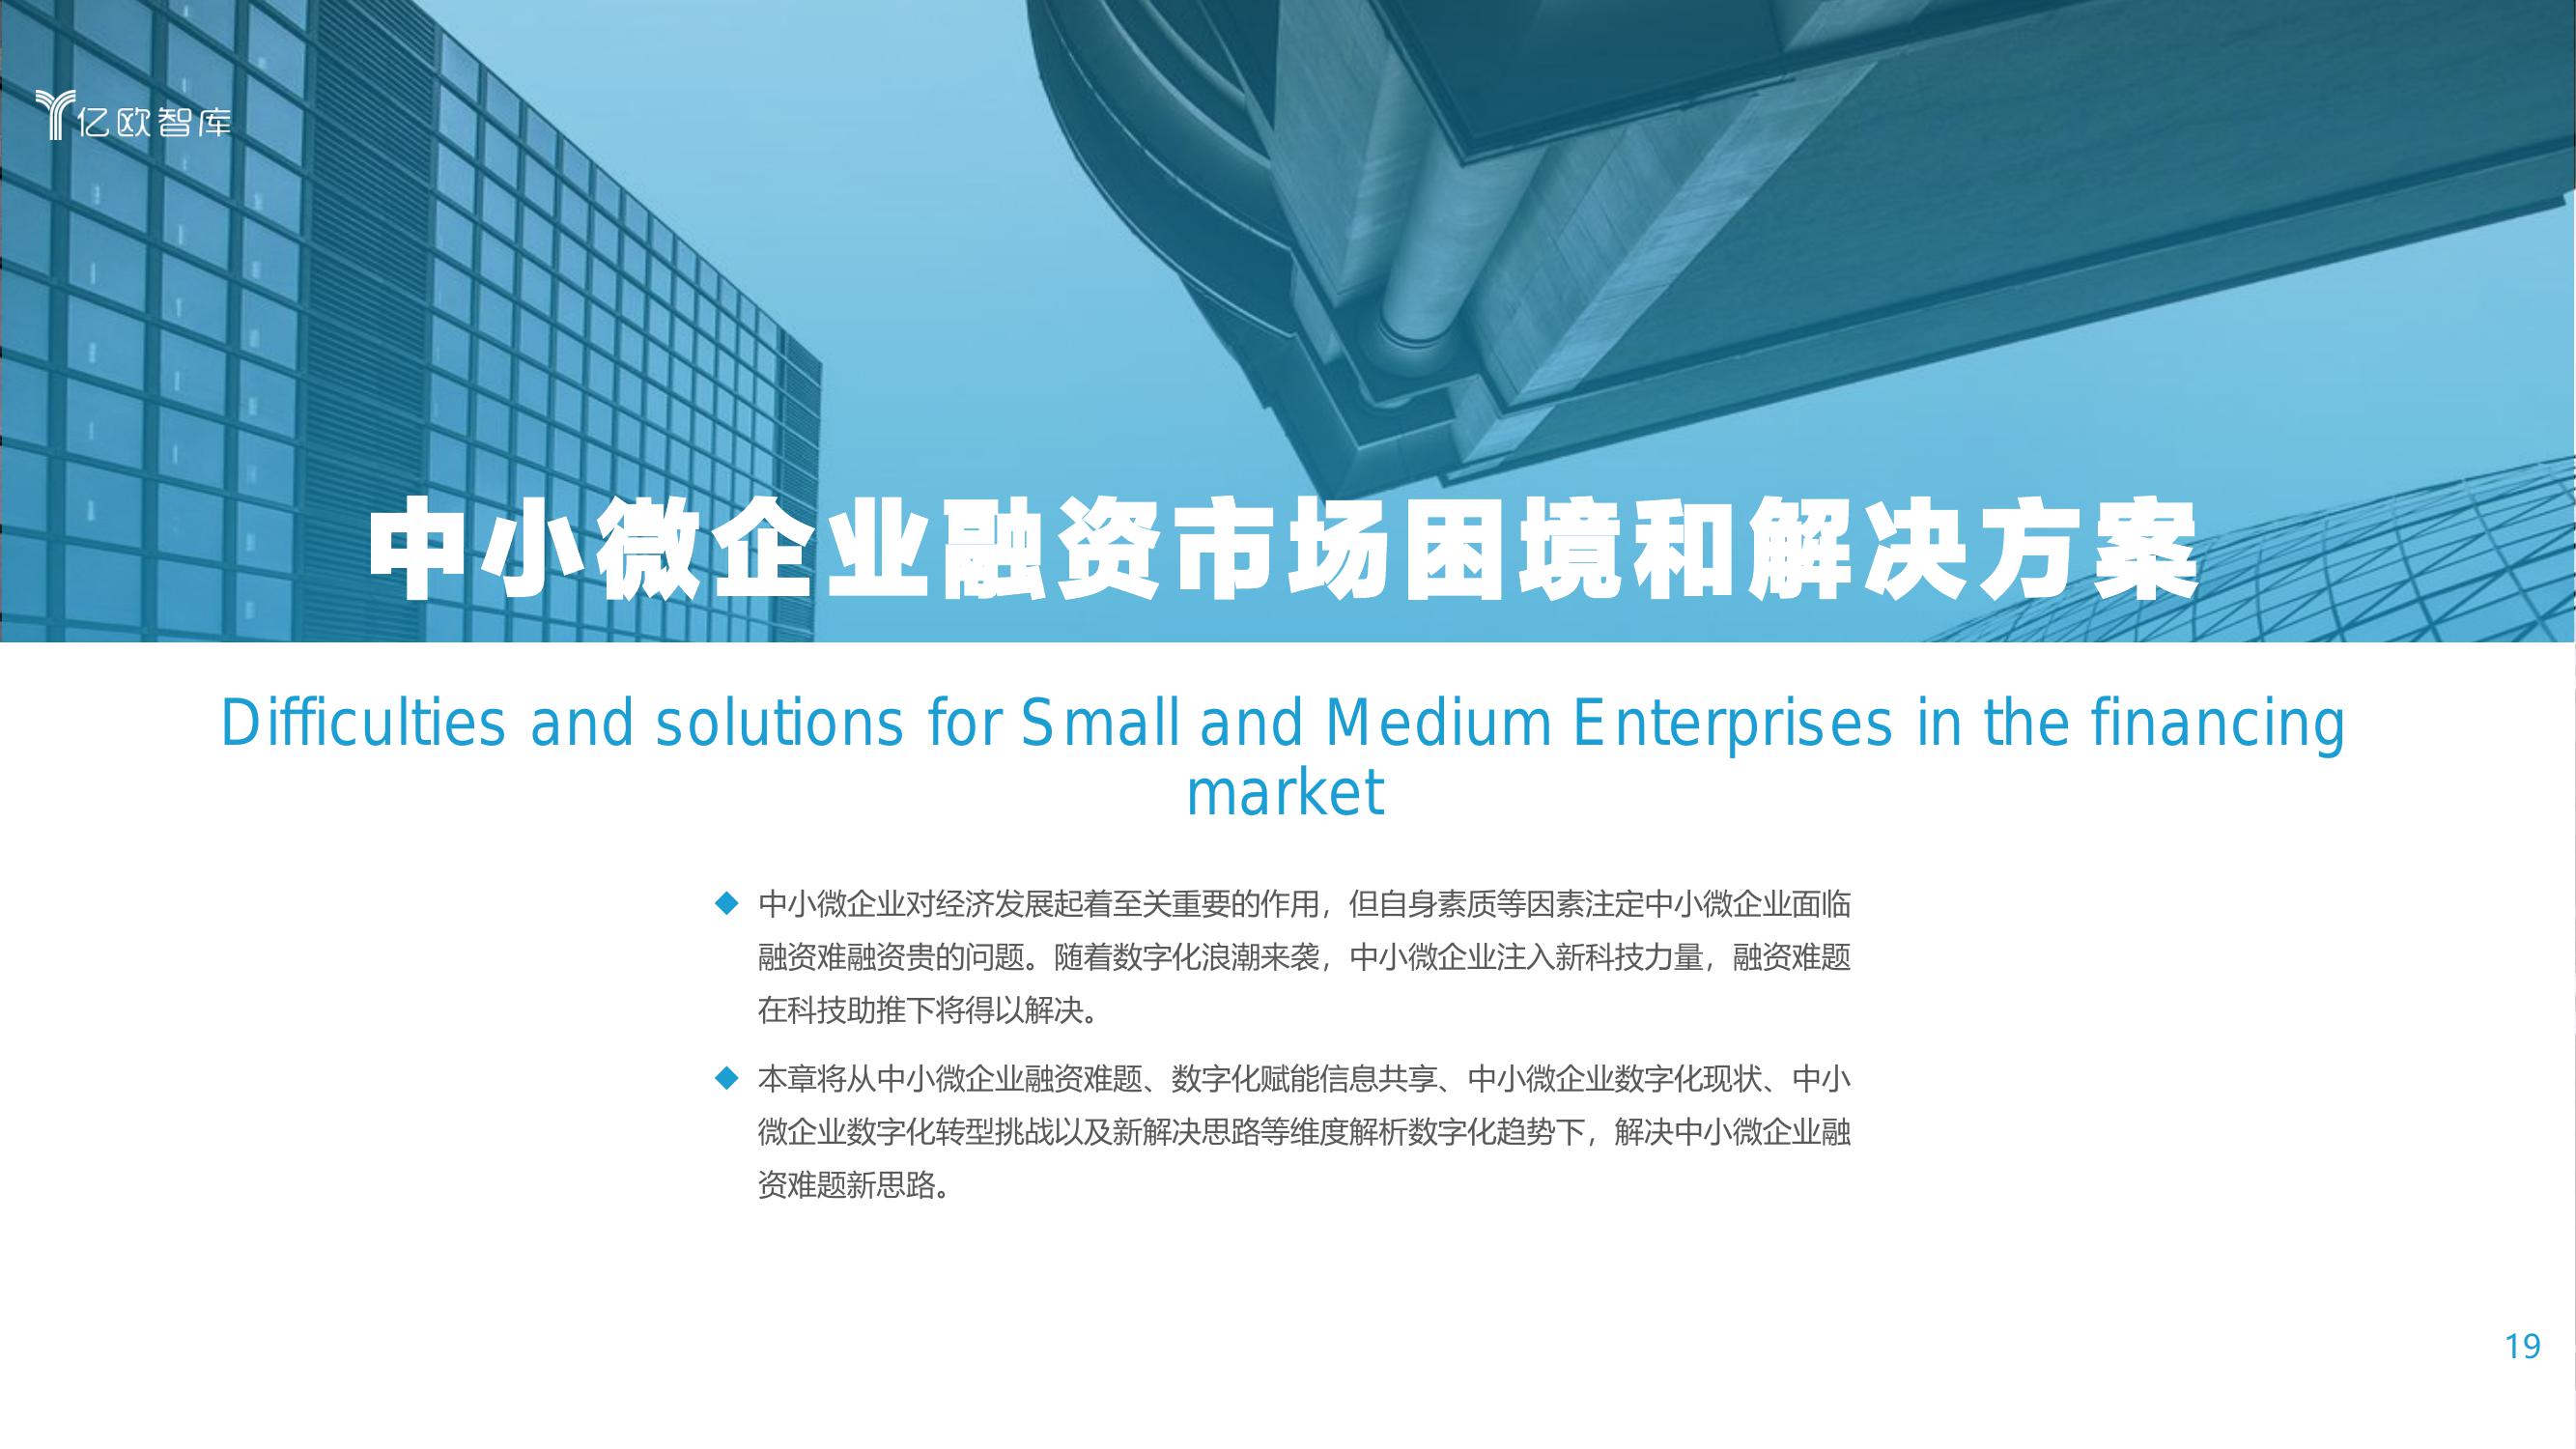 亿欧智库
中小微企业融资市场困境和解决方案
Difficulties and solutions for Small and Medium Enterprises in the financing
market
中小微企业对经济发展起着至关重要的作用，但自身素质等因素注定中小微企业面临
融资难融资贵的问题。随着数字化浪潮来袭，中小微企业注入新科技力量，融资难题
在科技助推下将得以解决。
本章将从中小微企业融资难题、数字化赋能信息共享、中小微企业数字化现状、中小
微企业数字化转型挑战以及新解决思路等维度解析数字化趋势下，解决中小微企业融
资难题新思路。
19